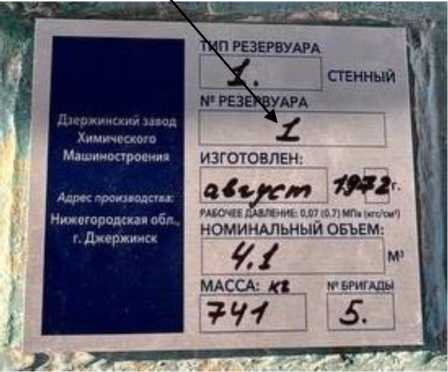 Дзержинский завод
Химического
Машиностроения
Адрес производства:
Нижегородская обл.,
г. Джержинск
ТИП РЕЗЕРВУАРА
1. СТЕННЫЙ
№ РЕЗЕРВУАРА
1
ИЗГОТОВЛЕН:
август 1972 г.
РАБОЧЕЕ ДАВЛЕНИЕ: 0,07 (0.7) МПа (кгс/см²)
НОМИНАЛЬНЫЙ ОБЪЕМ:
4.1 М³
МАССА: кг № БРИГАДЫ
741 5.